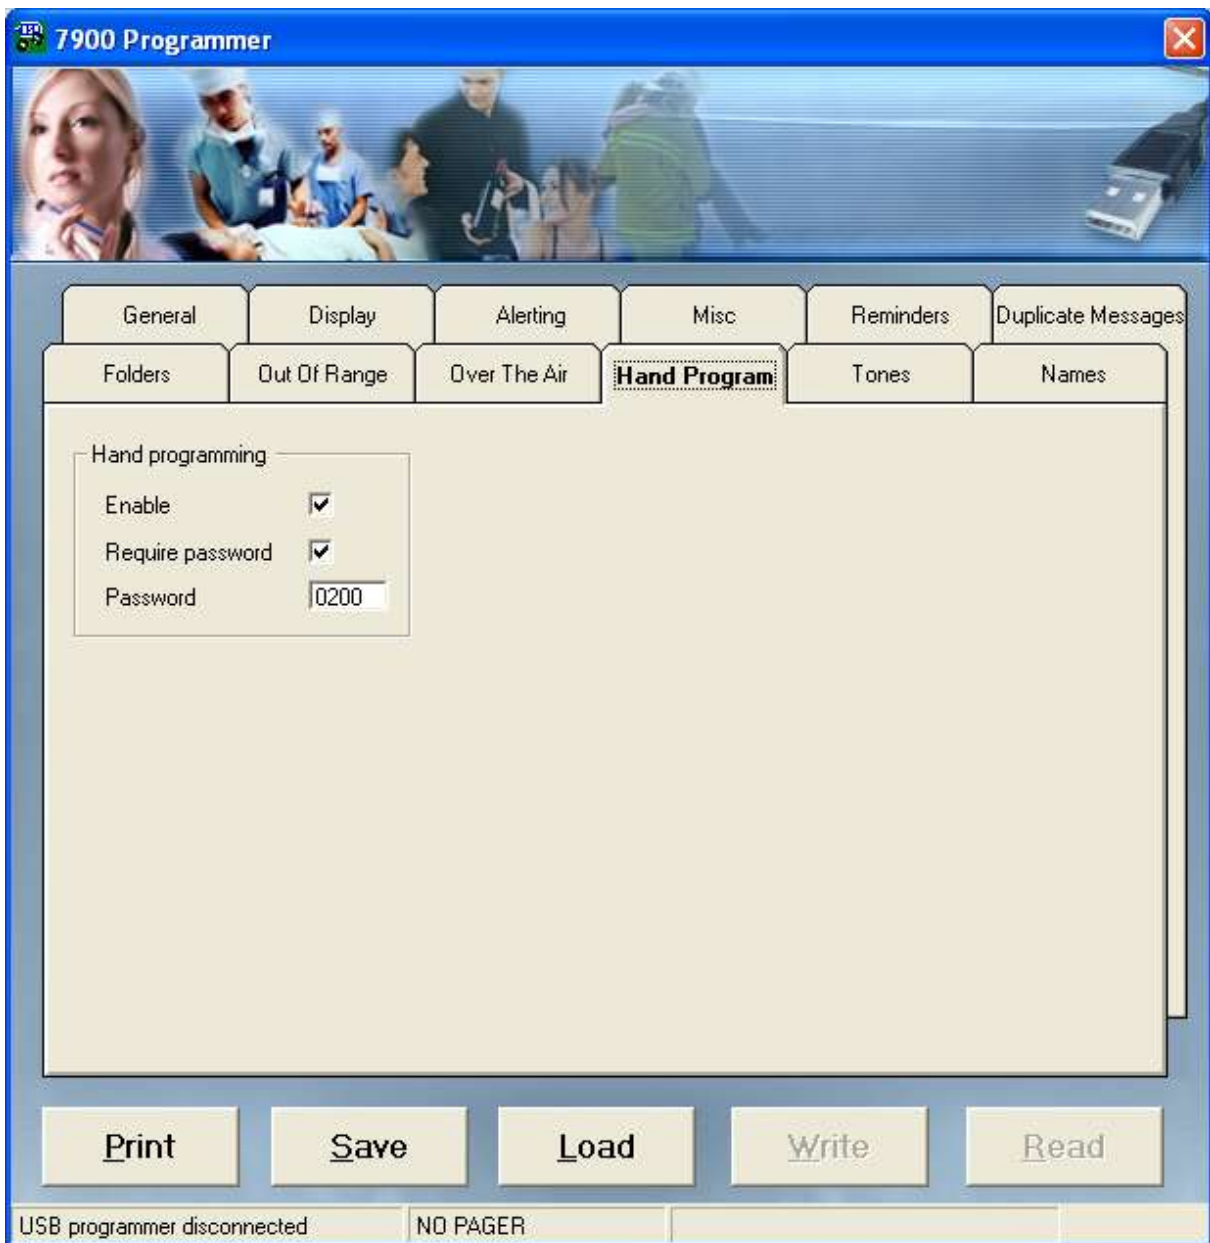 7900 Programmer
General Display Alerting Misc Reminders Duplicate Messages
Folders Out Of Range Over The Air Hand Program Tones Names
Hand programming
Enable
Require password
Password 0200
Print Save Load Write Read
USB programmer disconnected NO PAGER